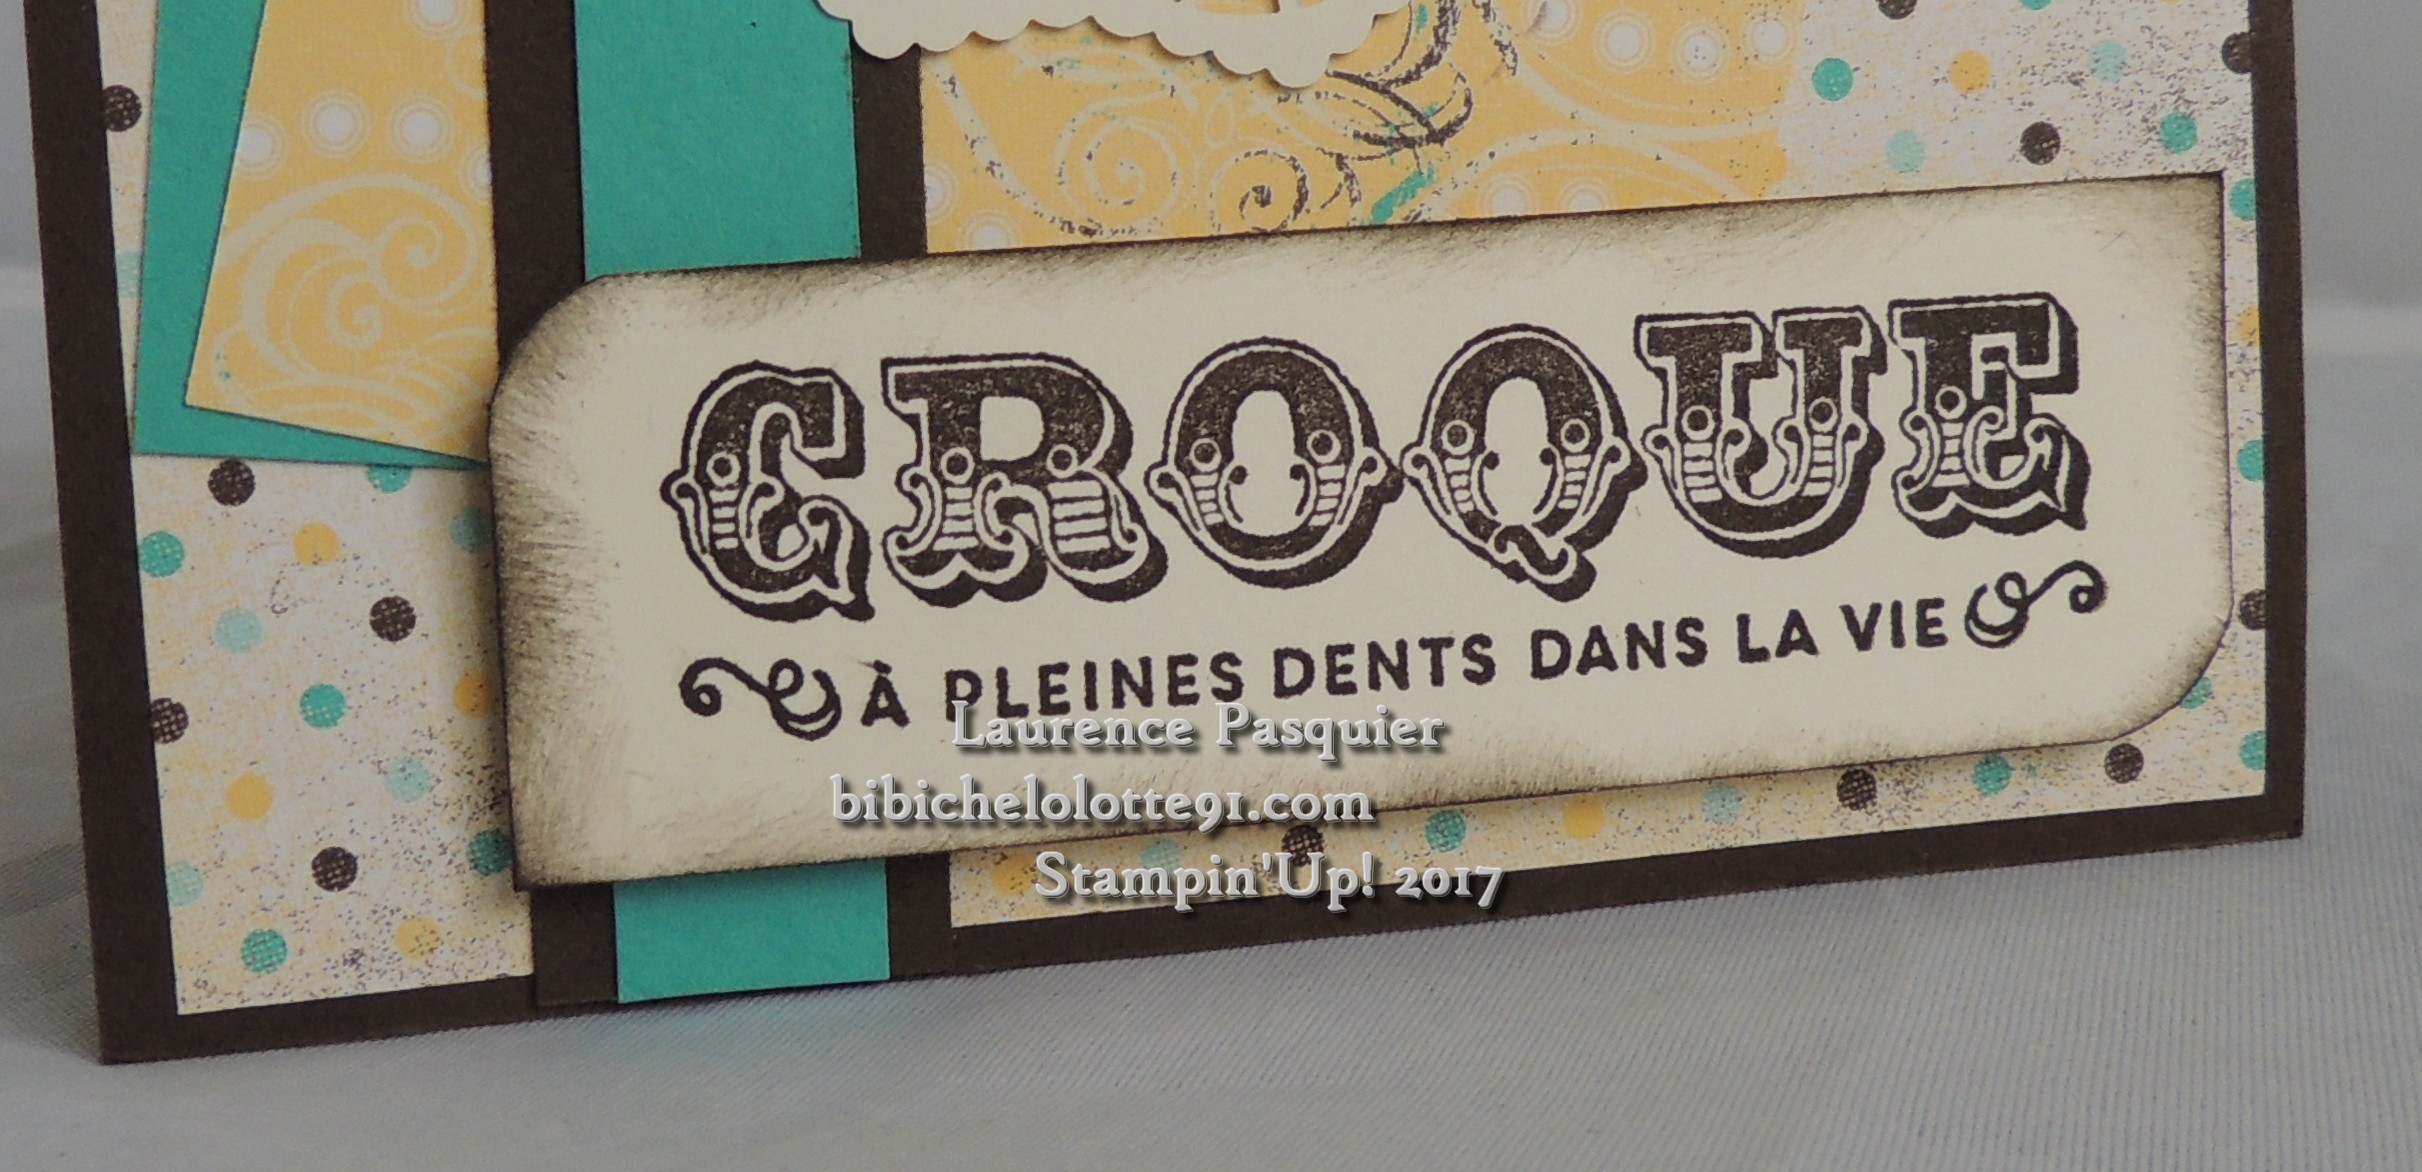 CROQUE
À PLEINES DENTS DANS LA VIE
Laurence Pasquier
bibichelolotte91.com
Stampin'Up! 2017